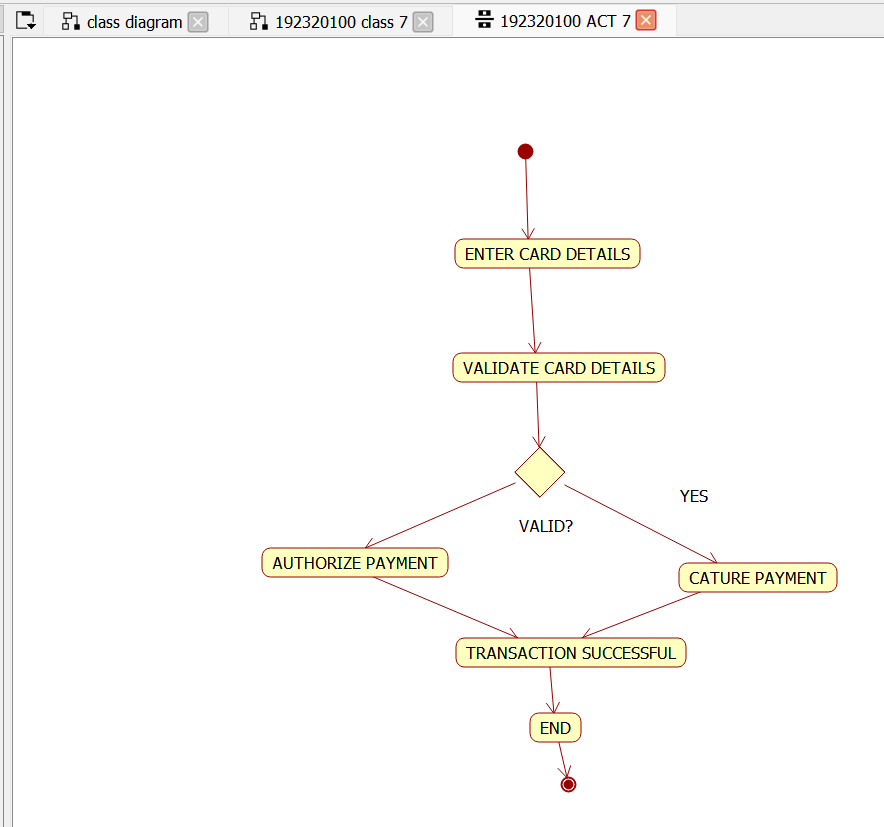 class diagram
192320100 class 7
192320100 ACT 7
ENTER CARD DETAILS
VALIDATE CARD DETAILS
YES
VALID?
AUTHORIZE PAYMENT
CATURE PAYMENT
TRANSACTION SUCCESSFUL
END